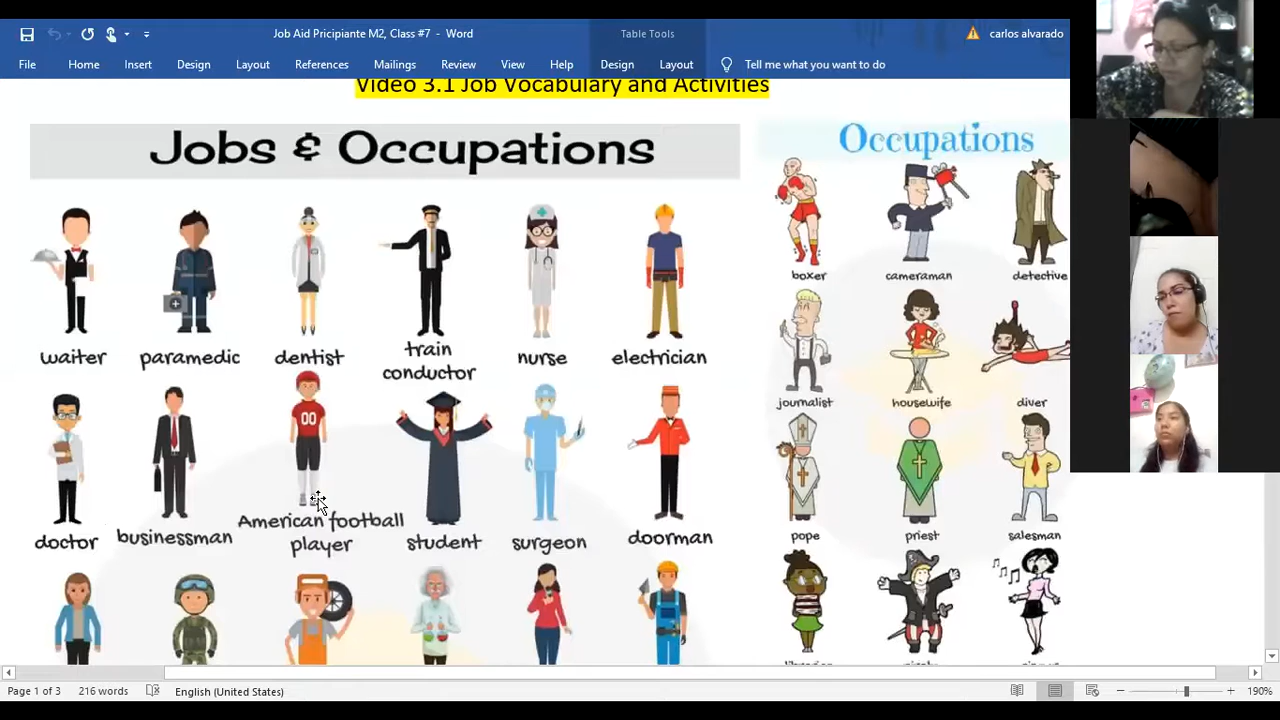 Job Aid Pricipiante M2, Class #7 - Word
Table Tools
carlos alvarado
File Home Insert Design Layout References Mailings Review View Help Design Layout Tell me what you want to do
Video 3.1 Job Vocabulary and Activities
Jobs & Occupations
waiter
paramedic
dentist
train
conductor
nurse
electrician
doctor
businessman
American football
player
student
surgeon
doorman
00
Occupations
boxer
cameraman
detective
journalist
housewife
diver
pope
priest
salesman
Page 1 of 3
216 words
English (United States)
190%